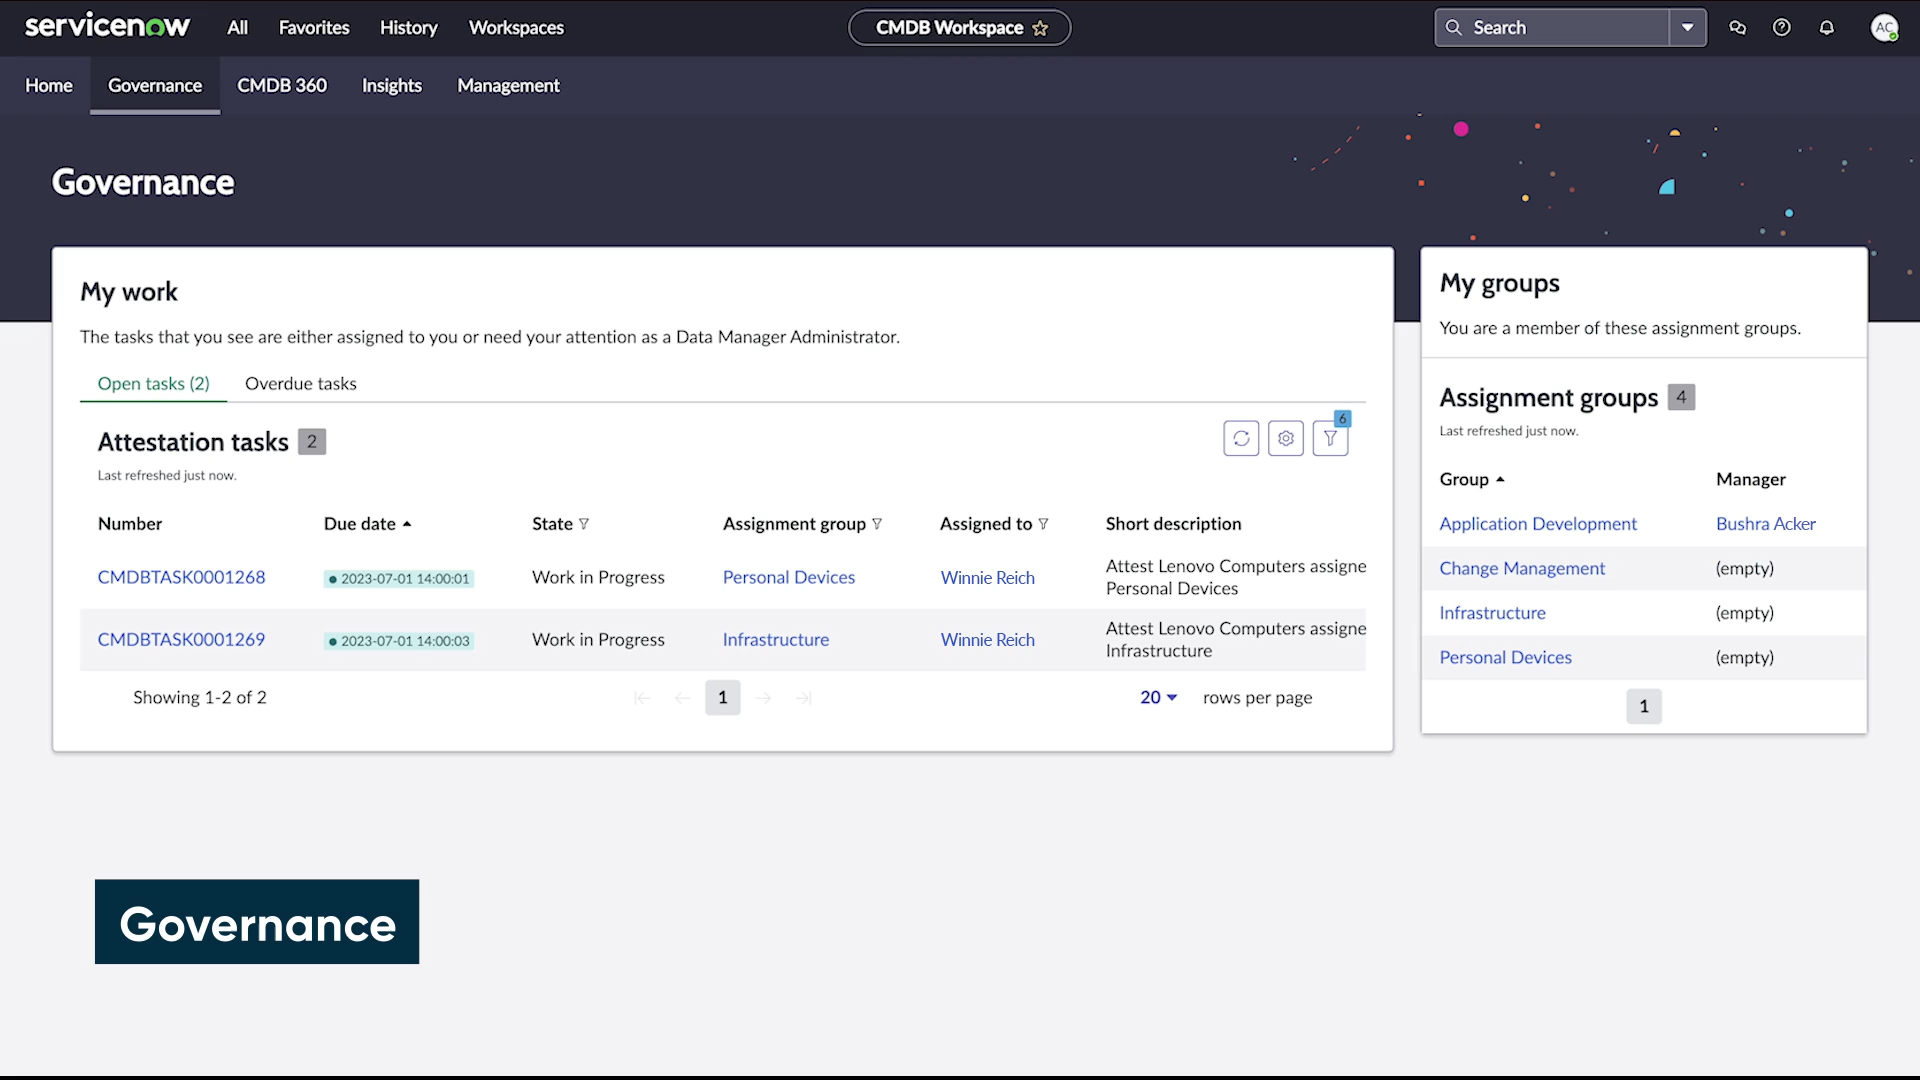 servicenow All Favorites History Workspaces CMDB Workspace Search AC
Home Governance CMDB 360 Insights Management
Governance
My work
The tasks that you see are either assigned to you or need your attention as a Data Manager Administrator.
Open tasks (2) Overdue tasks
6
Attestation tasks 2
Last refreshed just now.
Number Due date State Assignment group Assigned to Short description
CMDBTASK0001268 2023-07-01 14:00:01 Work in Progress Personal Devices Winnie Reich Attest Lenovo Computers assigne
Personal Devices
CMDBTASK0001269 2023-07-01 14:00:03 Work in Progress Infrastructure Winnie Reich Attest Lenovo Computers assigne
Infrastructure
Showing 1-2 of 2 1 20 rows per page
My groups
You are a member of these assignment groups.
Assignment groups 4
Last refreshed just now.
Group Manager
Application Development Bushra Acker
Change Management (empty)
Infrastructure (empty)
Personal Devices (empty)
1
Governance